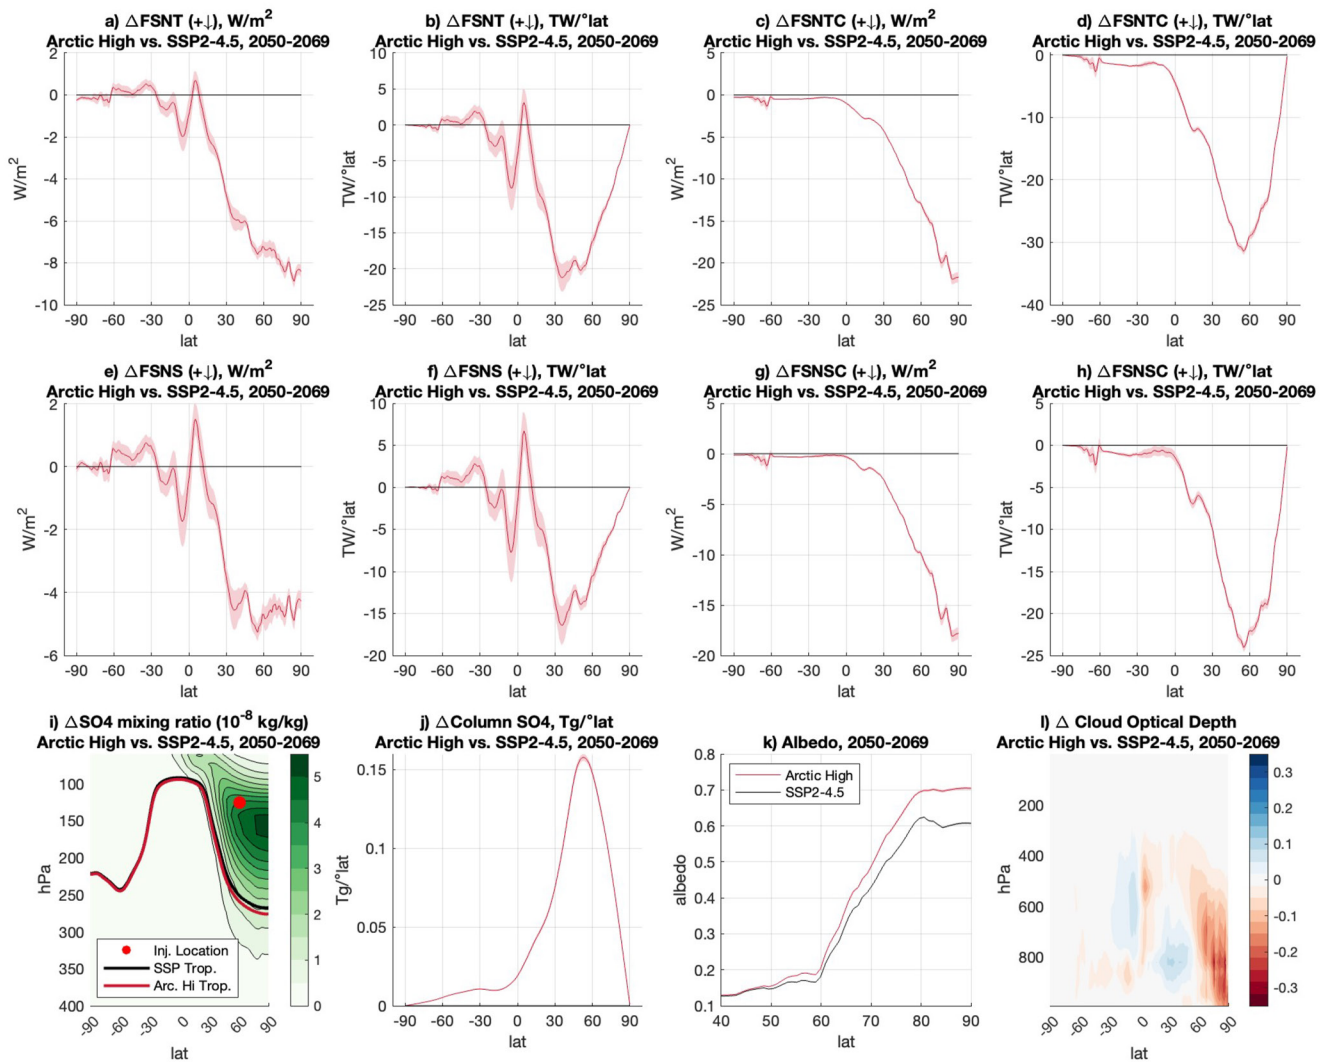 a) △FSNT (+↓), W/m²
Arctic High vs. SSP2-4.5, 2050-2069
2
0
-2
-4
-6
-8
-10
W/m²
-90 -60 -30 0 30 60 90
lat
b) △FSNT (+↓), TW/°lat
Arctic High vs. SSP2-4.5, 2050-2069
10
5
0
-5
-10
-15
-20
-25
TW/°lat
-90 -60 -30 0 30 60 90
lat
c) △FSNTC (+↓), W/m²
Arctic High vs. SSP2-4.5, 2050-2069
5
0
-5
-10
-15
-20
-25
W/m²
-90 -60 -30 0 30 60 90
lat
d) △FSNTC (+↓), TW/°lat
Arctic High vs. SSP2-4.5, 2050-2069
0
-10
-20
-30
-40
TW/°lat
-90 -60 -30 0 30 60 90
lat
e) △FSNS (+↓), W/m²
Arctic High vs. SSP2-4.5, 2050-2069
2
0
-2
-4
-6
W/m²
-90 -60 -30 0 30 60 90
lat
f) △FSNS (+↓), TW/°lat
Arctic High vs. SSP2-4.5, 2050-2069
10
5
0
-5
-10
-15
-20
TW/°lat
-90 -60 -30 0 30 60 90
lat
g) △FSNSC (+↓), W/m²
Arctic High vs. SSP2-4.5, 2050-2069
5
0
-5
-10
-15
-20
W/m²
-90 -60 -30 0 30 60 90
lat
h) △FSNSC (+↓), TW/°lat
Arctic High vs. SSP2-4.5, 2050-2069
5
0
-5
-10
-15
-20
-25
TW/°lat
-90 -60 -30 0 30 60 90
lat
i) △SO4 mixing ratio (10⁻⁸ kg/kg)
Arctic High vs. SSP2-4.5, 2050-2069
100
150
200
250
300
350
400
hPa
Inj. Location
SSP Trop.
Arc. Hi Trop.
5
4
3
2
1
0
-90 -60 -30 0 30 60 90
lat
j) △Column SO4, Tg/°lat
Arctic High vs. SSP2-4.5, 2050-2069
0.15
0.1
0.05
0
Tg/°lat
-90 -60 -30 0 30 60 90
lat
k) Albedo, 2050-2069
0.8
0.7
0.6
0.5
0.4
0.3
0.2
0.1
albedo
Arctic High
SSP2-4.5
40 50 60 70 80 90
lat
l) △ Cloud Optical Depth
Arctic High vs. SSP2-4.5, 2050-2069
200
400
600
800
hPa
0.3
0.2
0.1
0
-0.1
-0.2
-0.3
-90 -60 -30 0 30 60 90
lat